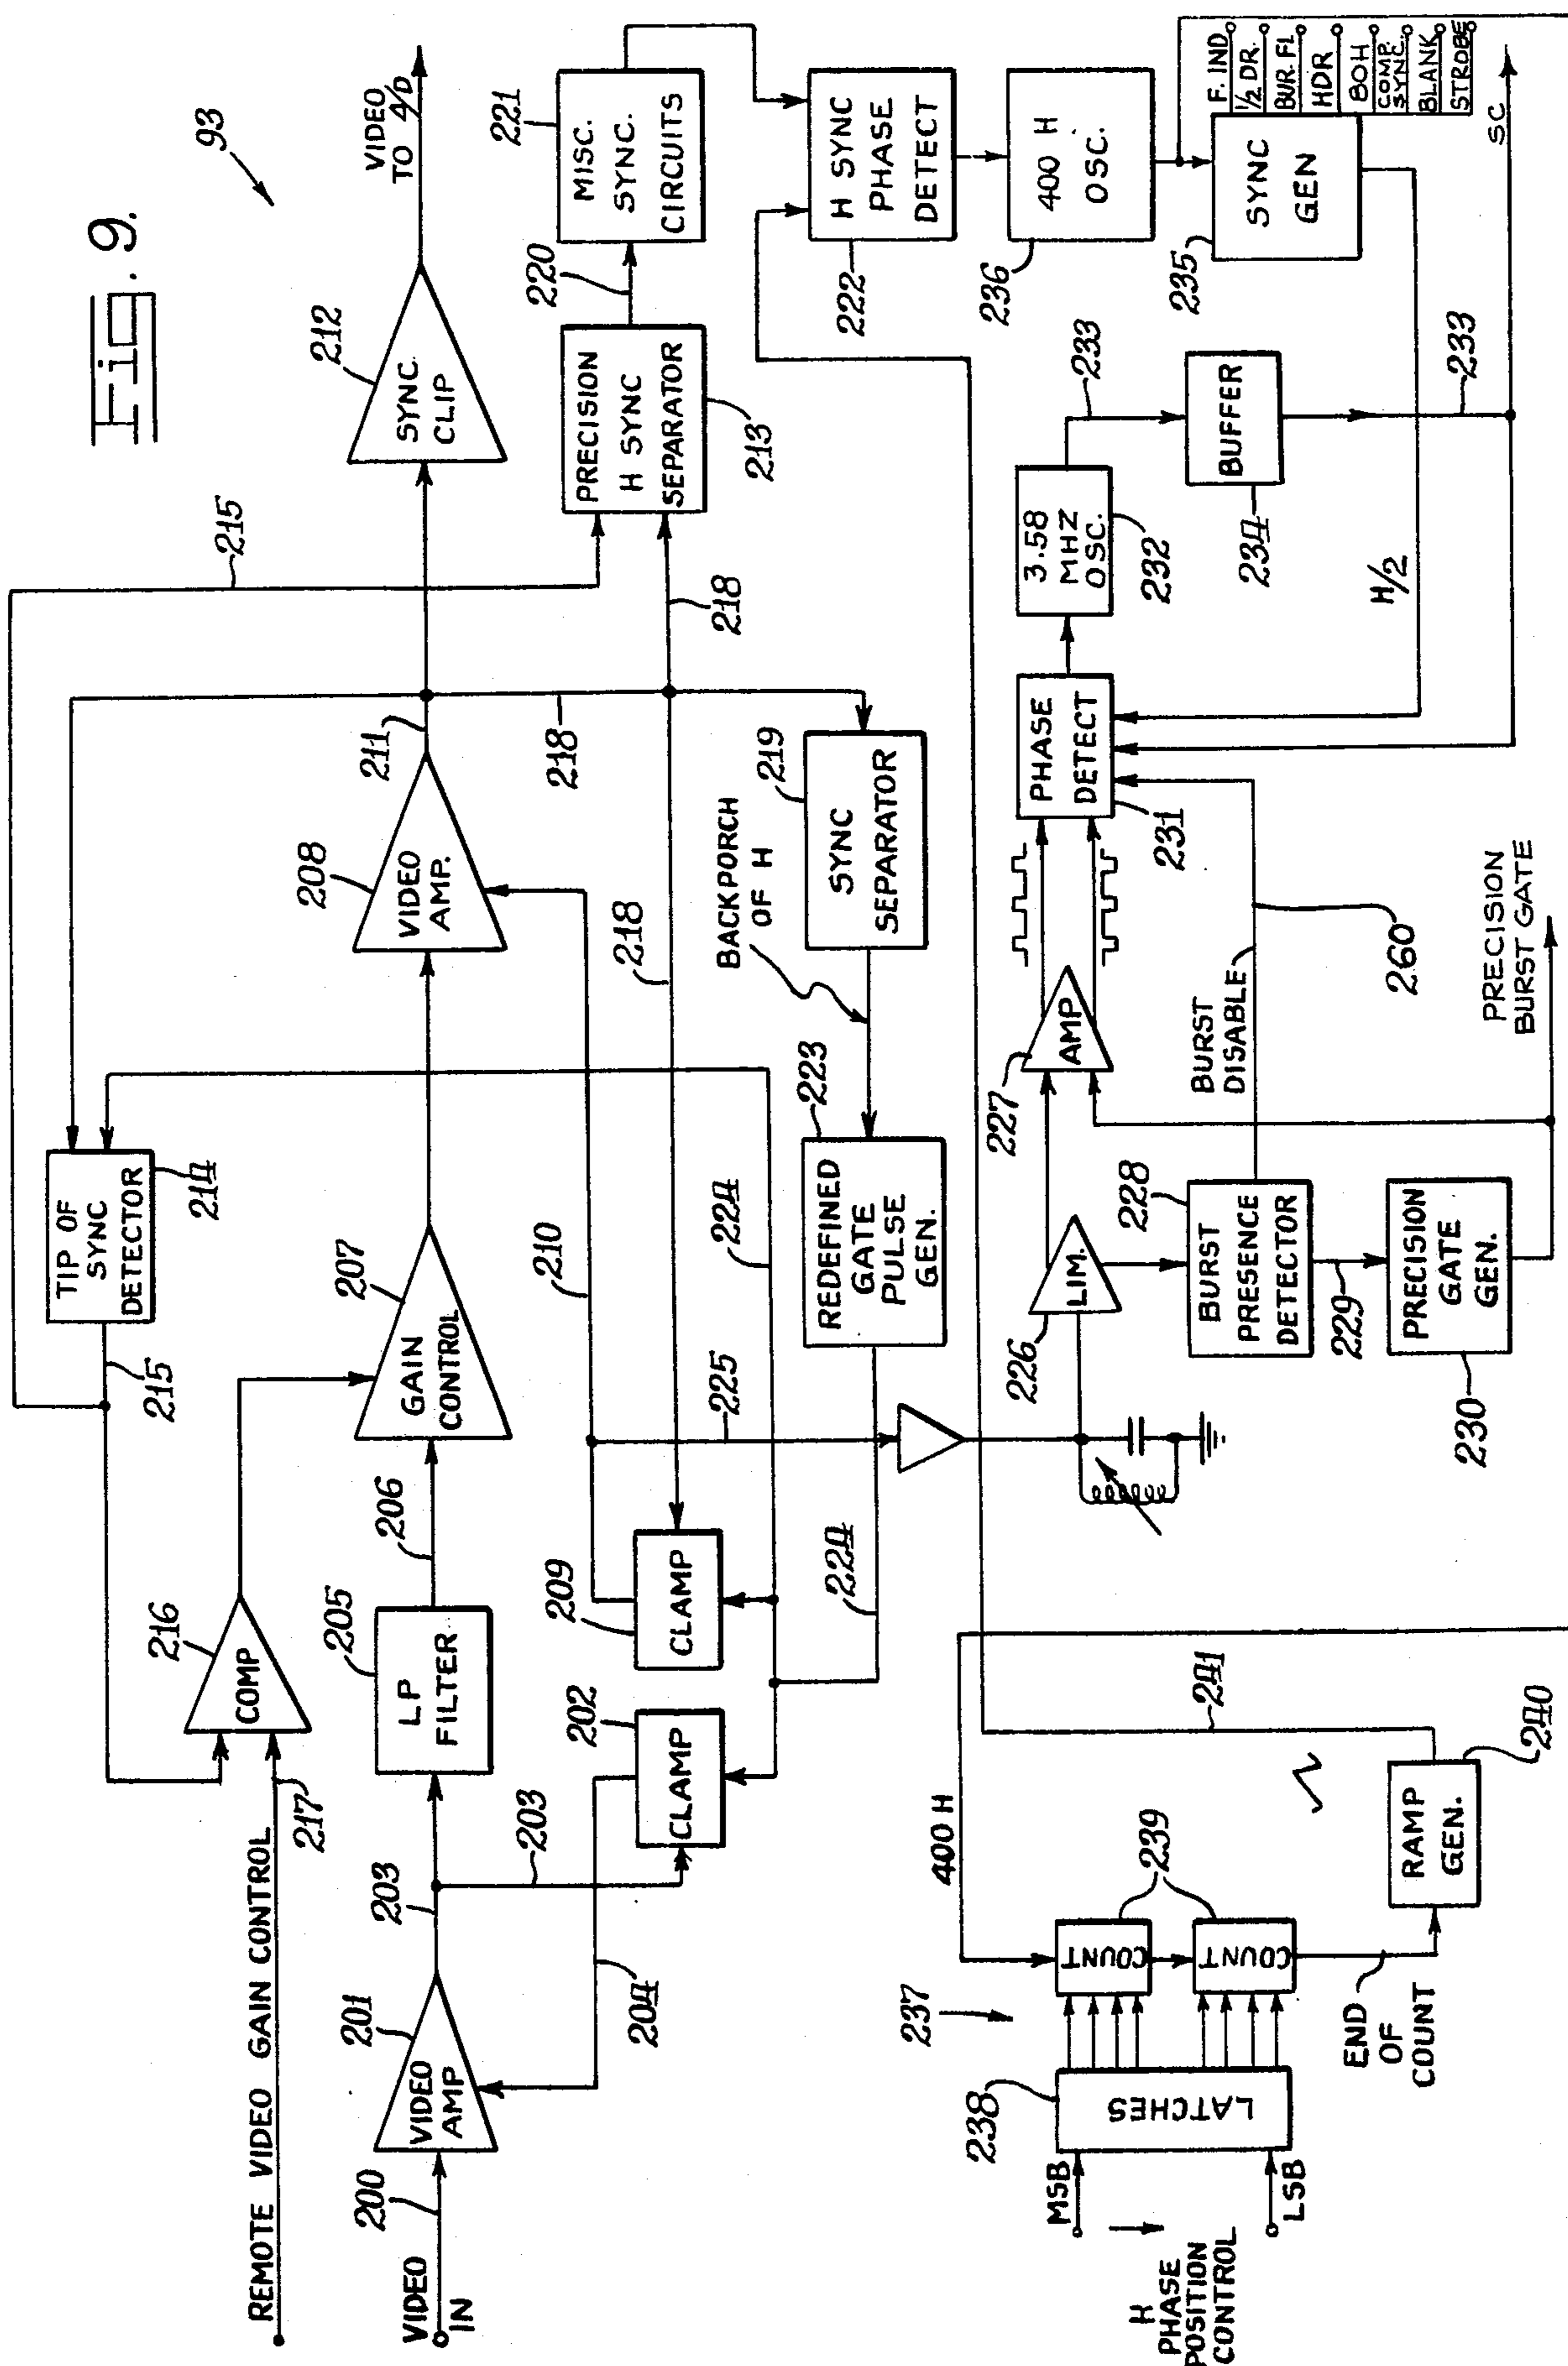 Fig. 9.
93
REMOTE VIDEO GAIN CONTROL
217
COMP
216
215
TIP OF
SYNC
DETECTOR
214
215
VIDEO
IN
200
VIDEO
AMP
201
203
203
204
LP
FILTER
205
206
GAIN
CONTROL
207
VIDEO
AMP.
208
211
SYNC.
CLIP
212
VIDEO
TO A/D
CLAMP
202
CLAMP
209
210
225
218
218
218
224
224
REDEFINED
GATE
PULSE
GEN.
223
BACKPORCH
OF H
SYNC
SEPARATOR
219
PRECISION
H SYNC
SEPARATOR
213
220
MISC.
SYNC.
CIRCUITS
221
H SYNC
PHASE
DETECT
222
400 H
OSC.
236
SYNC
GEN
235
F. IND
1/2 DR.
BUR. FL
HDR
80H
COMP.
SYNC.
BLANK
STROBE
SC
LIM.
226
AMP
227
BURST
PRESENCE
DETECTOR
228
229
PRECISION
GATE
GEN.
230
BURST
DISABLE
260
PRECISION
BURST GATE
PHASE
DETECT
231
3.58
MHZ
OSC.
232
233
BUFFER
234
233
H/2
H
PHASE
POSITION
CONTROL
MSB
LSB
LATCHES
238
237
COUNT
COUNT
239
400 H
END
OF
COUNT
RAMP
GEN.
240
241